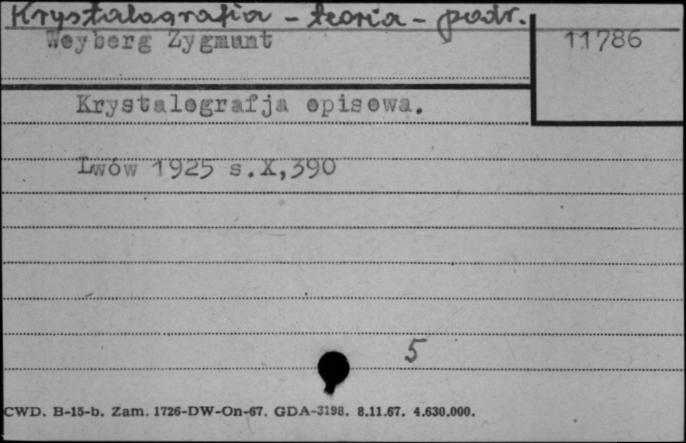 Krystalografia - teoria - podr.
Weyberg Zygmunt
11786
Krystalografja opisowa.
Lwów 1925 s.X,390
5
CWD. B-15-b. Zam. 1726-DW-On-67. GDA-3198. 8.11.67. 4.630.000.